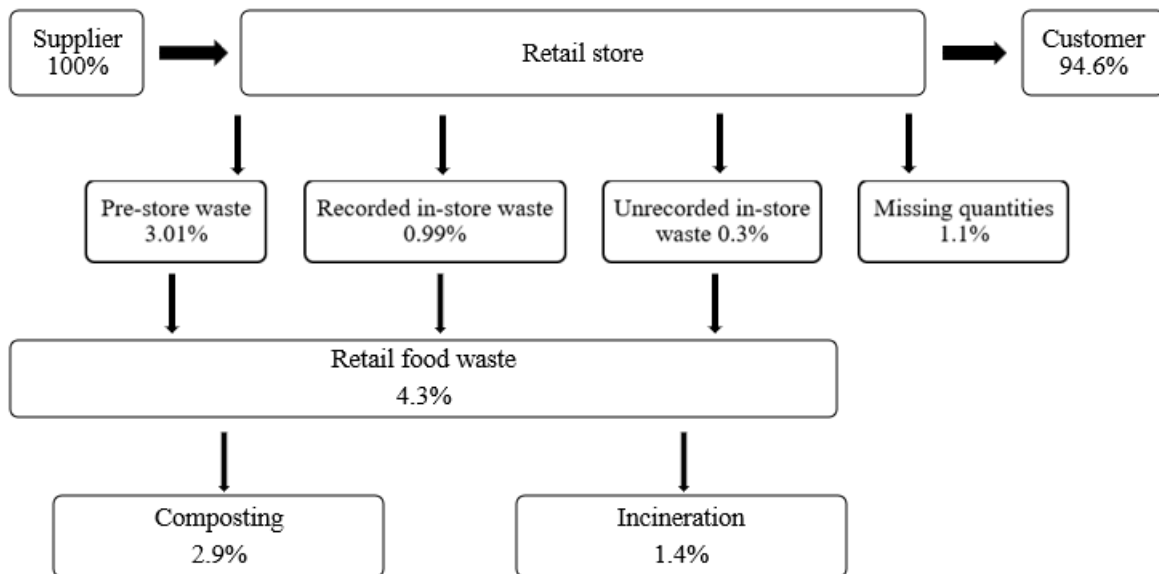 Supplier
100%
Retail store
Customer
94.6%
Pre-store waste
3.01%
Recorded in-store waste
0.99%
Unrecorded in-store
waste 0.3%
Missing quantities
1.1%
Retail food waste
4.3%
Composting
2.9%
Incineration
1.4%